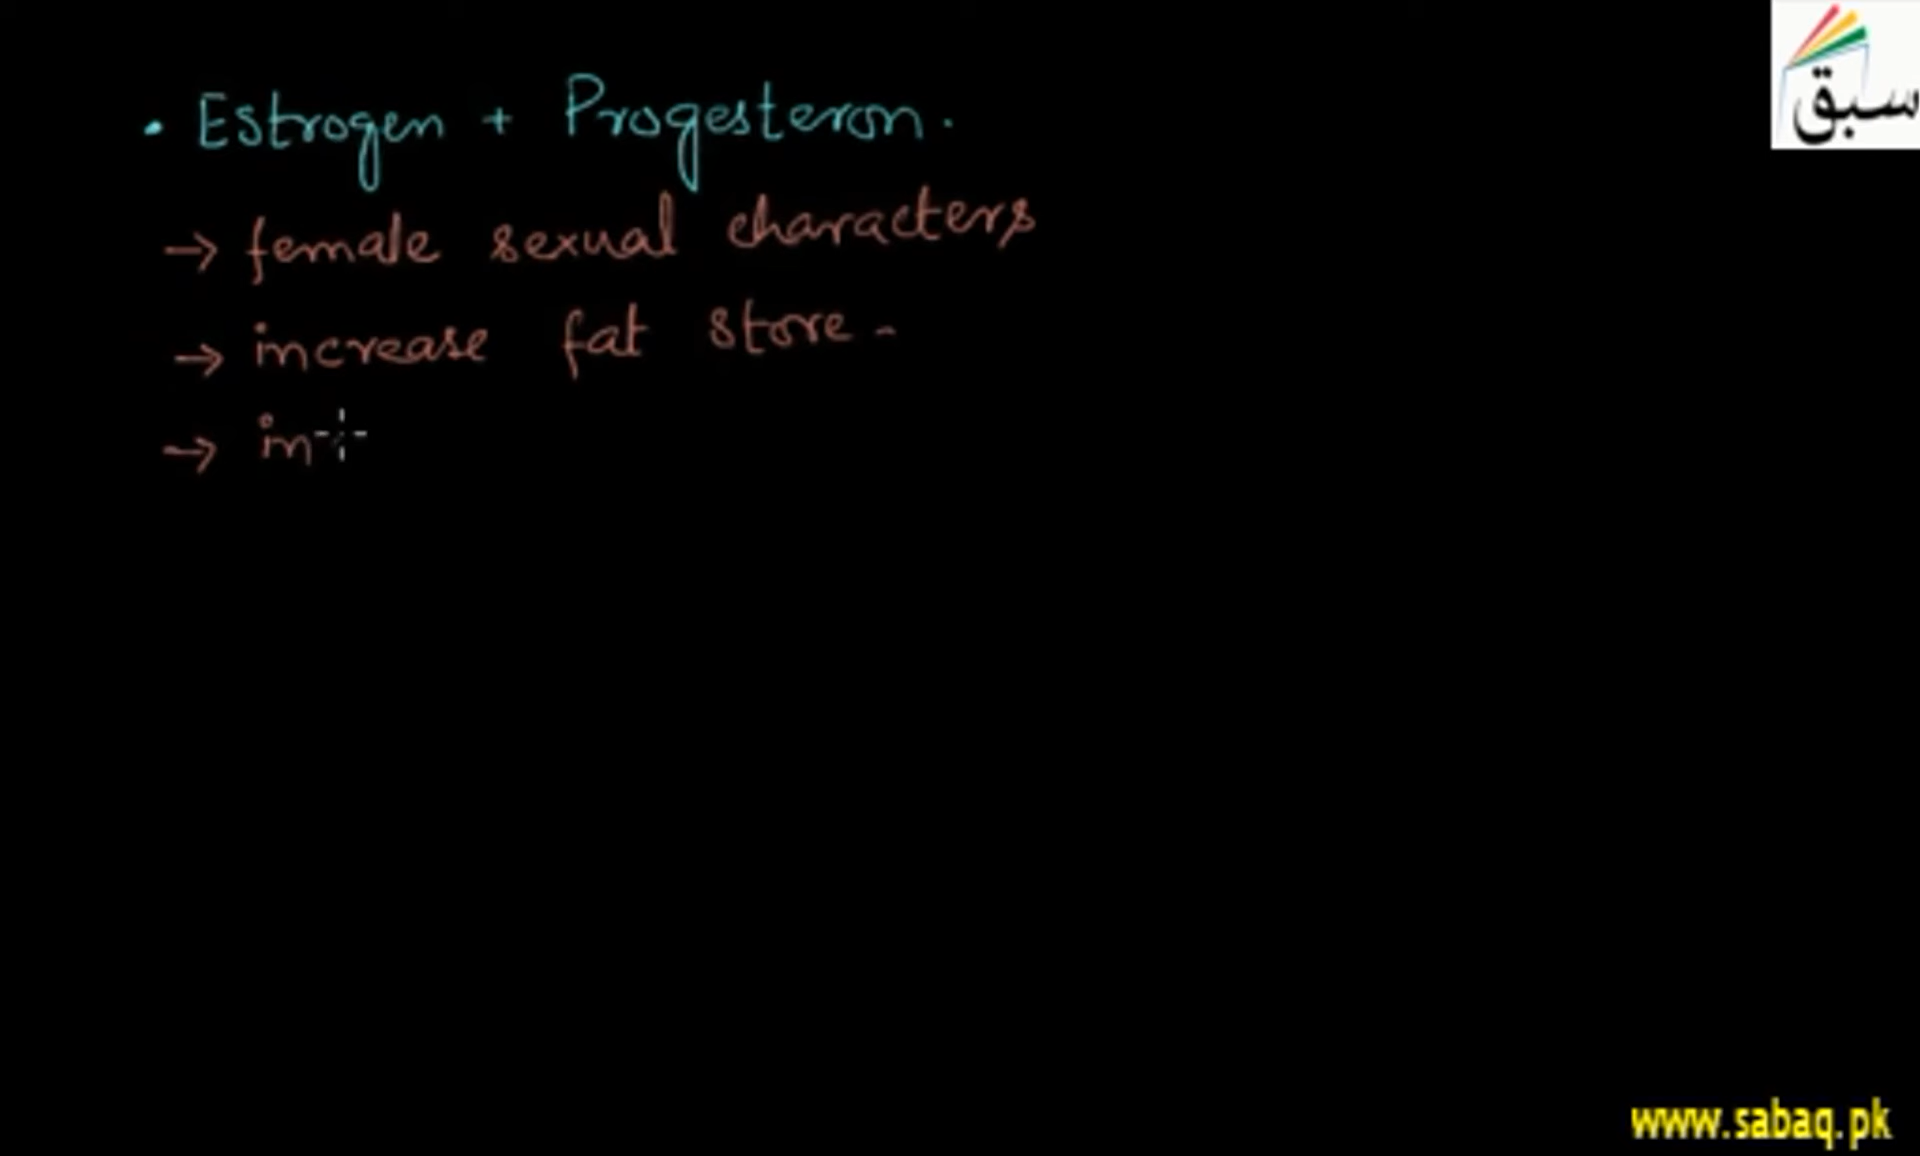 سبق
• Estrogen + Progesteron.
→ female sexual characters
→ increase fat store -
→ in
www.sabaq.pk